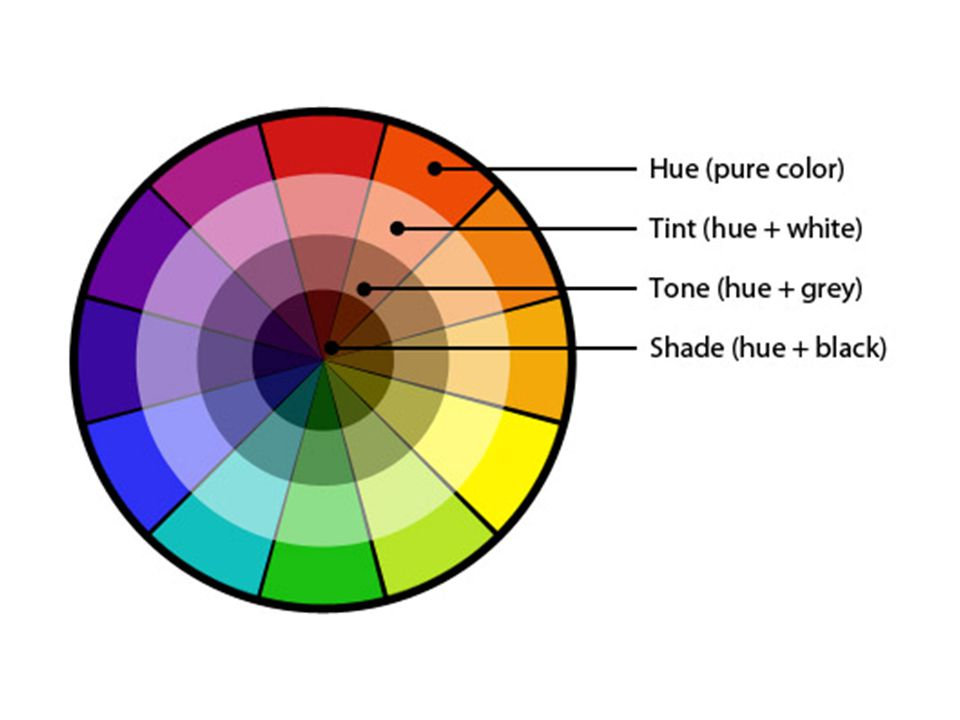 Hue (pure color)
Tint (hue + white)
Tone (hue + grey)
Shade (hue + black)